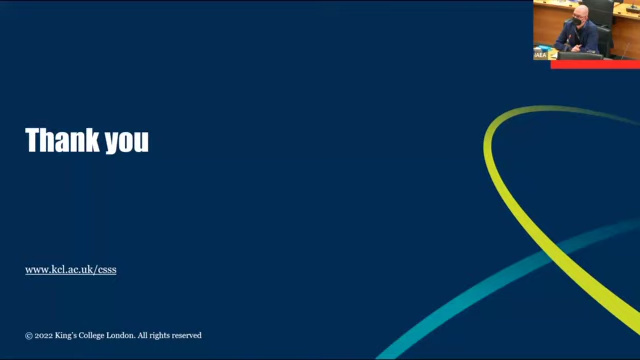 Thank you
www.kcl.ac.uk/csss
© 2022 King's College London. All rights reserved